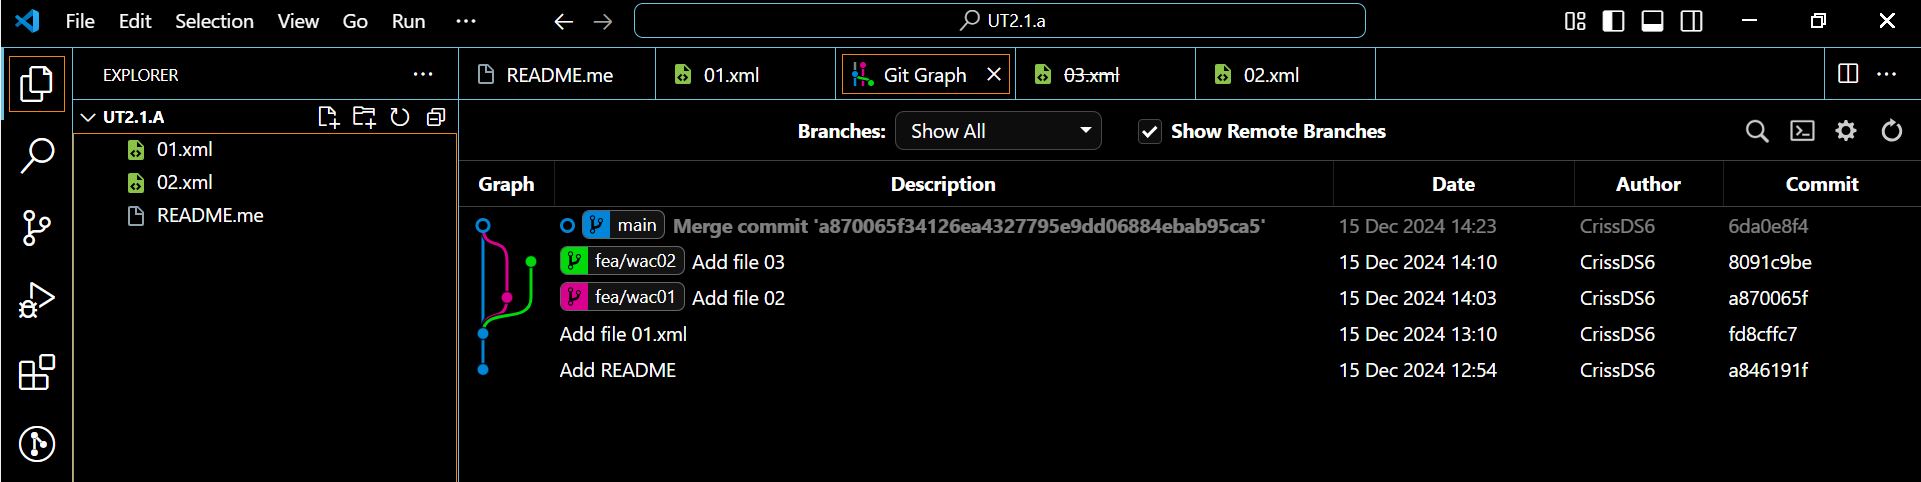 File Edit Selection View Go Run ··· UT2.1.a
EXPLORER ··· README.me 01.xml Git Graph 03.xml 02.xml ···
UT2.1.A
01.xml
02.xml
README.me
Branches: Show All Show Remote Branches
Graph Description Date Author Commit
main Merge commit 'a870065f34126ea4327795e9dd06884ebab95ca5' 15 Dec 2024 14:23 CrissDS6 6da0e8f4
fea/wac02 Add file 03 15 Dec 2024 14:10 CrissDS6 8091c9be
fea/wac01 Add file 02 15 Dec 2024 14:03 CrissDS6 a870065f
Add file 01.xml 15 Dec 2024 13:10 CrissDS6 fd8cffc7
Add README 15 Dec 2024 12:54 CrissDS6 a846191f